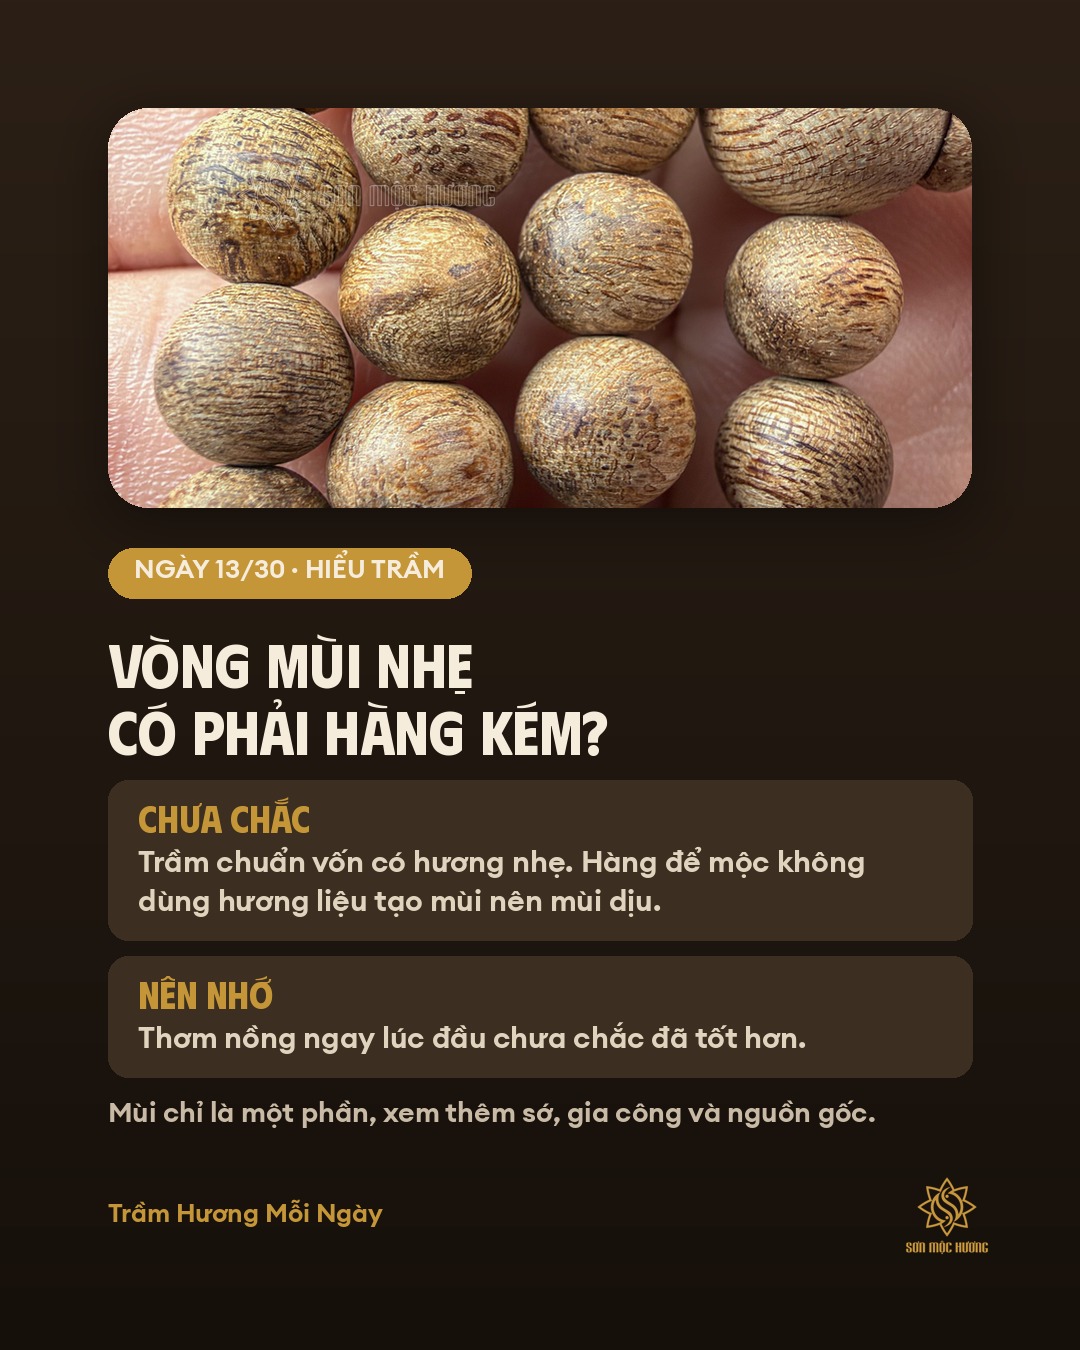 SƠN MỘC HƯƠNG
NGÀY 13/30 · HIỂU TRẦM
VÒNG MÙI NHẸ
CÓ PHẢI HÀNG KÉM?
CHƯA CHẮC
Trầm chuẩn vốn có hương nhẹ. Hàng để mộc không
dùng hương liệu tạo mùi nên mùi dịu.
NÊN NHỚ
Thơm nồng ngay lúc đầu chưa chắc đã tốt hơn.
Mùi chỉ là một phần, xem thêm sớ, gia công và nguồn gốc.
Trầm Hương Mỗi Ngày
SƠN MỘC HƯƠNG